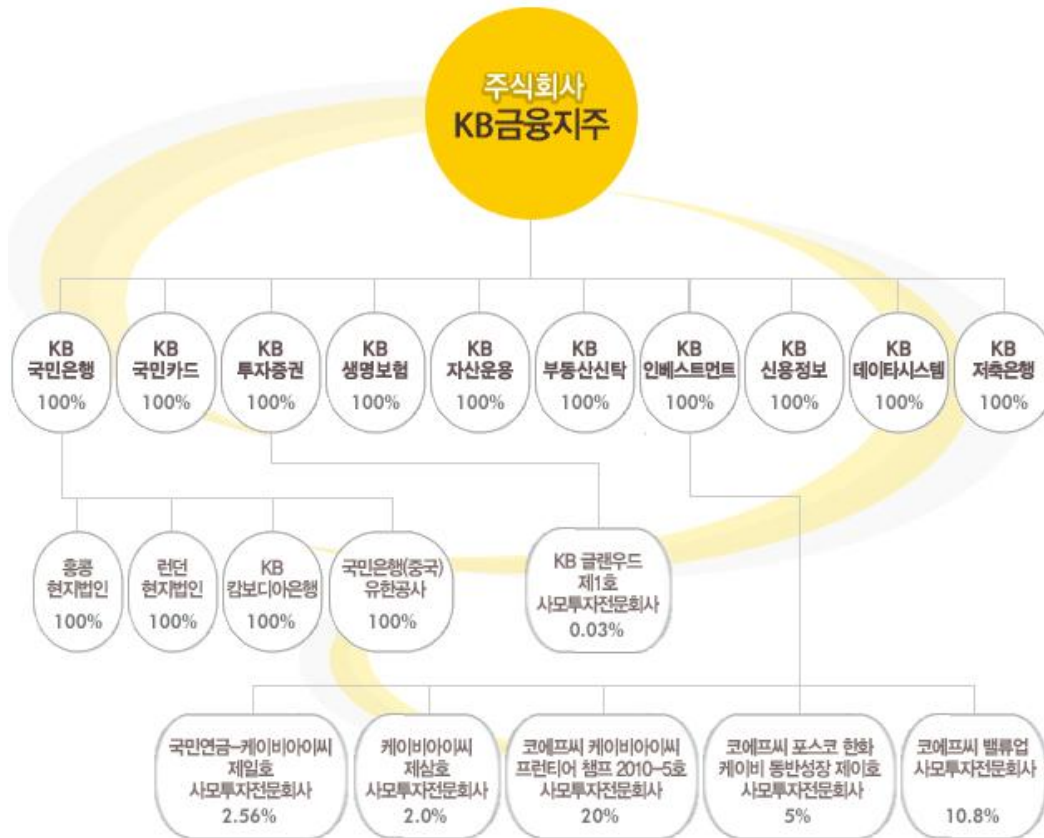 주식회사
KB금융지주
KB
국민은행
100%
KB
국민카드
100%
KB
투자증권
100%
KB
생명보험
100%
KB
자산운용
100%
KB
부동산신탁
100%
KB
인베스트먼트
100%
KB
신용정보
100%
KB
데이타시스템
100%
KB
저축은행
100%
홍콩
현지법인
100%
런던
현지법인
100%
KB
캄보디아은행
100%
국민은행(중국)
유한공사
100%
KB 글랜우드
제1호
사모투자전문회사
0.03%
국민연금-케이비아이씨
제일호
사모투자전문회사
2.56%
케이비아이씨
제삼호
사모투자전문회사
2.0%
코에프씨 케이비아이씨
프런티어 챔프 2010-5호
사모투자전문회사
20%
코에프씨 포스코 한화
케이비 동반성장 제이호
사모투자전문회사
5%
코에프씨 밸류업
사모투자전문회사
10.8%